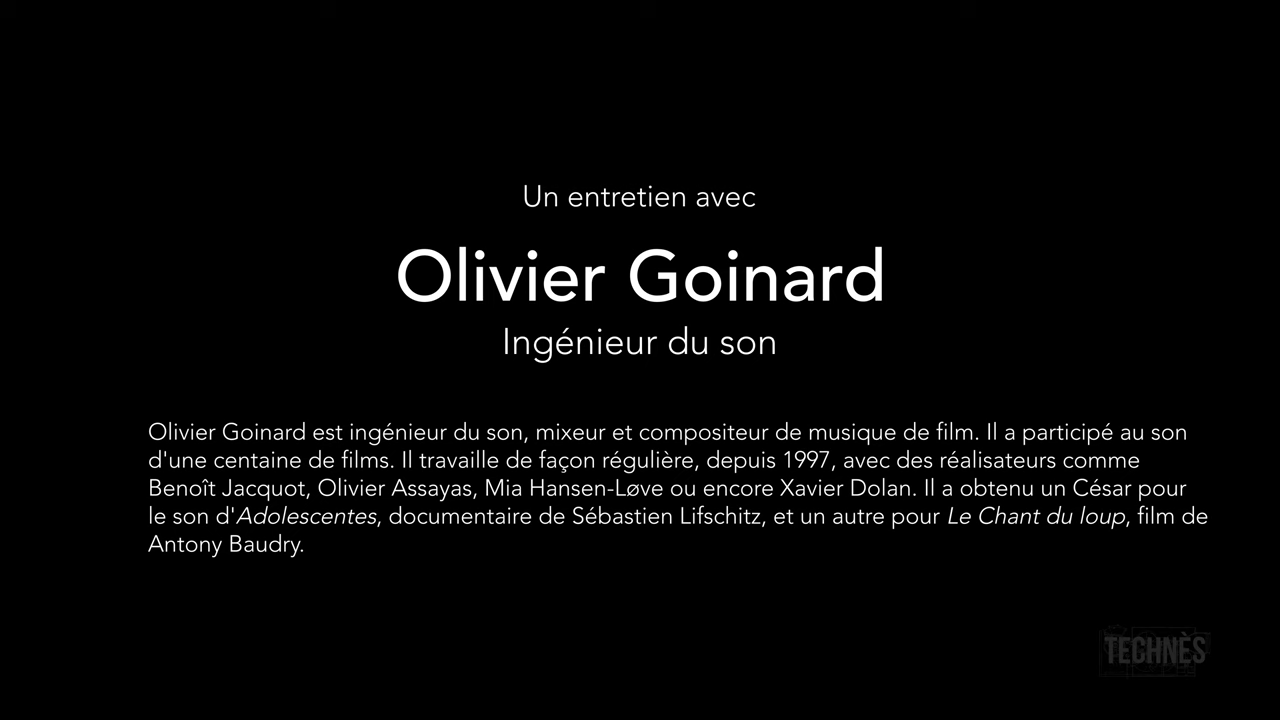 Un entretien avec
Olivier Goinard
Ingénieur du son
Olivier Goinard est ingénieur du son, mixeur et compositeur de musique de film. Il a participé au son
d'une centaine de films. Il travaille de façon régulière, depuis 1997, avec des réalisateurs comme
Benoît Jacquot, Olivier Assayas, Mia Hansen-Løve ou encore Xavier Dolan. Il a obtenu un César pour
le son d'Adolescentes, documentaire de Sébastien Lifschitz, et un autre pour Le Chant du loup, film de
Antony Baudry.
TECHNÈS